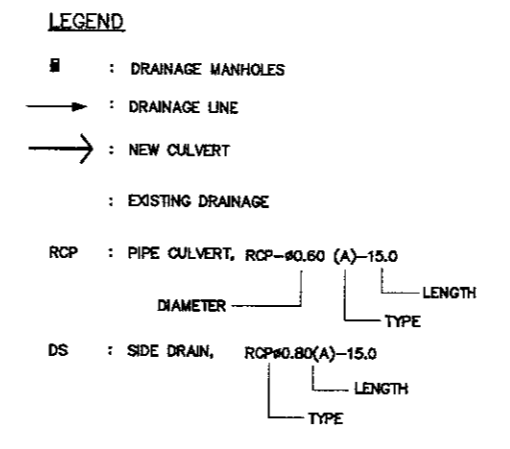 LEGEND
: DRAINAGE MANHOLES
: DRAINAGE LINE
: NEW CULVERT
: EXISTING DRAINAGE
RCP : PIPE CULVERT, RCP-ø0.60 (A)-15.0
LENGTH
DIAMETER
TYPE
DS : SIDE DRAIN, RCPø0.80(A)-15.0
LENGTH
TYPE